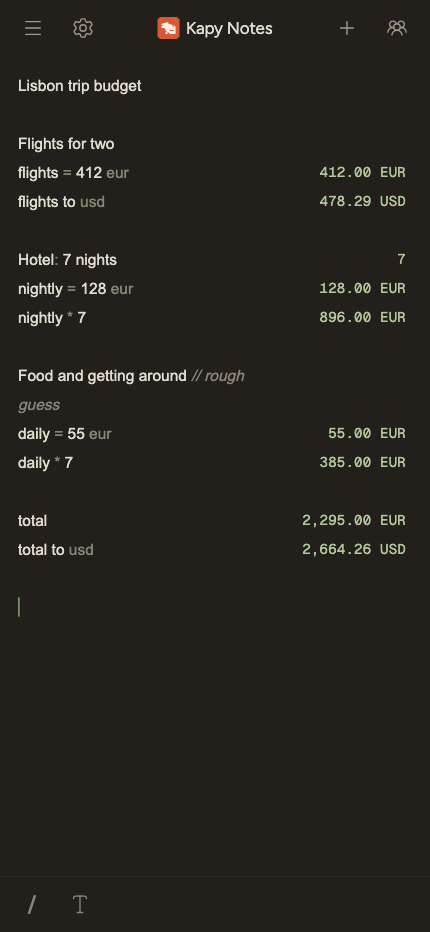 Kapy Notes
Lisbon trip budget
Flights for two
flights = 412 eur 412.00 EUR
flights to usd 478.29 USD
Hotel: 7 nights 7
nightly = 128 eur 128.00 EUR
nightly * 7 896.00 EUR
Food and getting around // rough
guess
daily = 55 eur 55.00 EUR
daily * 7 385.00 EUR
total 2,295.00 EUR
total to usd 2,664.26 USD
/ T